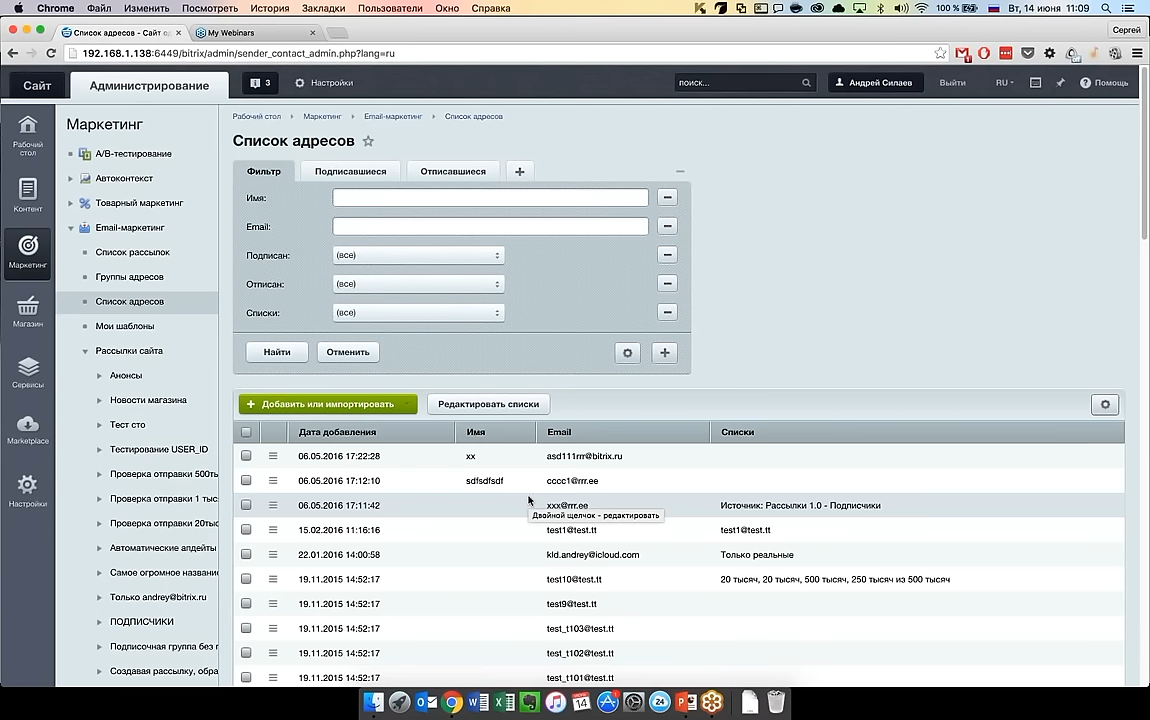 Chrome Файл Изменить Посмотреть История Закладки Пользователи Окно Справка 100 % Вт, 14 июня 11:09
Список адресов - Сайт My Webinars Сергей
192.168.1.138:6449/bitrix/admin/sender_contact_admin.php?lang=ru
Сайт Администрирование 3 Настройки поиск... Андрей Силаев Выйти RU Помощь
Рабочий стол
Контент
Маркетинг
Магазин
Сервисы
Marketplace
Настройки
Маркетинг
A/B-тестирование
Автоконтекст
Товарный маркетинг
Email-маркетинг
Список рассылок
Группы адресов
Список адресов
Мои шаблоны
Рассылки сайта
Анонсы
Новости магазина
Тест сто
Тестирование USER_ID
Проверка отправки 500ть
Проверка отправки 1 тыс
Проверка отправки 20тыс
Автоматические апдейты
Самое огромное названи
Только andrey@bitrix.ru
ПОДПИСЧИКИ
Подписочная группа без г
Создавая рассылку, обра
Рабочий стол Маркетинг Email-маркетинг Список адресов
Список адресов
Фильтр Подписавшиеся Отписавшиеся
Имя:
Email:
Подписан: (все)
Отписан: (все)
Списки: (все)
Найти Отменить
Добавить или импортировать Редактировать списки
Дата добавления Имя Email Списки
06.05.2016 17:22:28 xx asd111rrr@bitrix.ru
06.05.2016 17:12:10 sdfsdfsdf cccc1@rrr.ee
06.05.2016 17:11:42 xxx@rrr.ee Источник: Рассылки 1.0 - Подписчики
Двойной щелчок - редактировать
15.02.2016 11:16:16 test1@test.tt test1@test.tt
22.01.2016 14:00:58 kld.andrey@icloud.com Только реальные
19.11.2015 14:52:17 test10@test.tt 20 тысяч, 20 тысяч, 500 тысяч, 250 тысяч из 500 тысяч
19.11.2015 14:52:17 test9@test.tt
19.11.2015 14:52:17 test_t103@test.tt
19.11.2015 14:52:17 test_t102@test.tt
19.11.2015 14:52:17 test_t101@test.tt
14
24